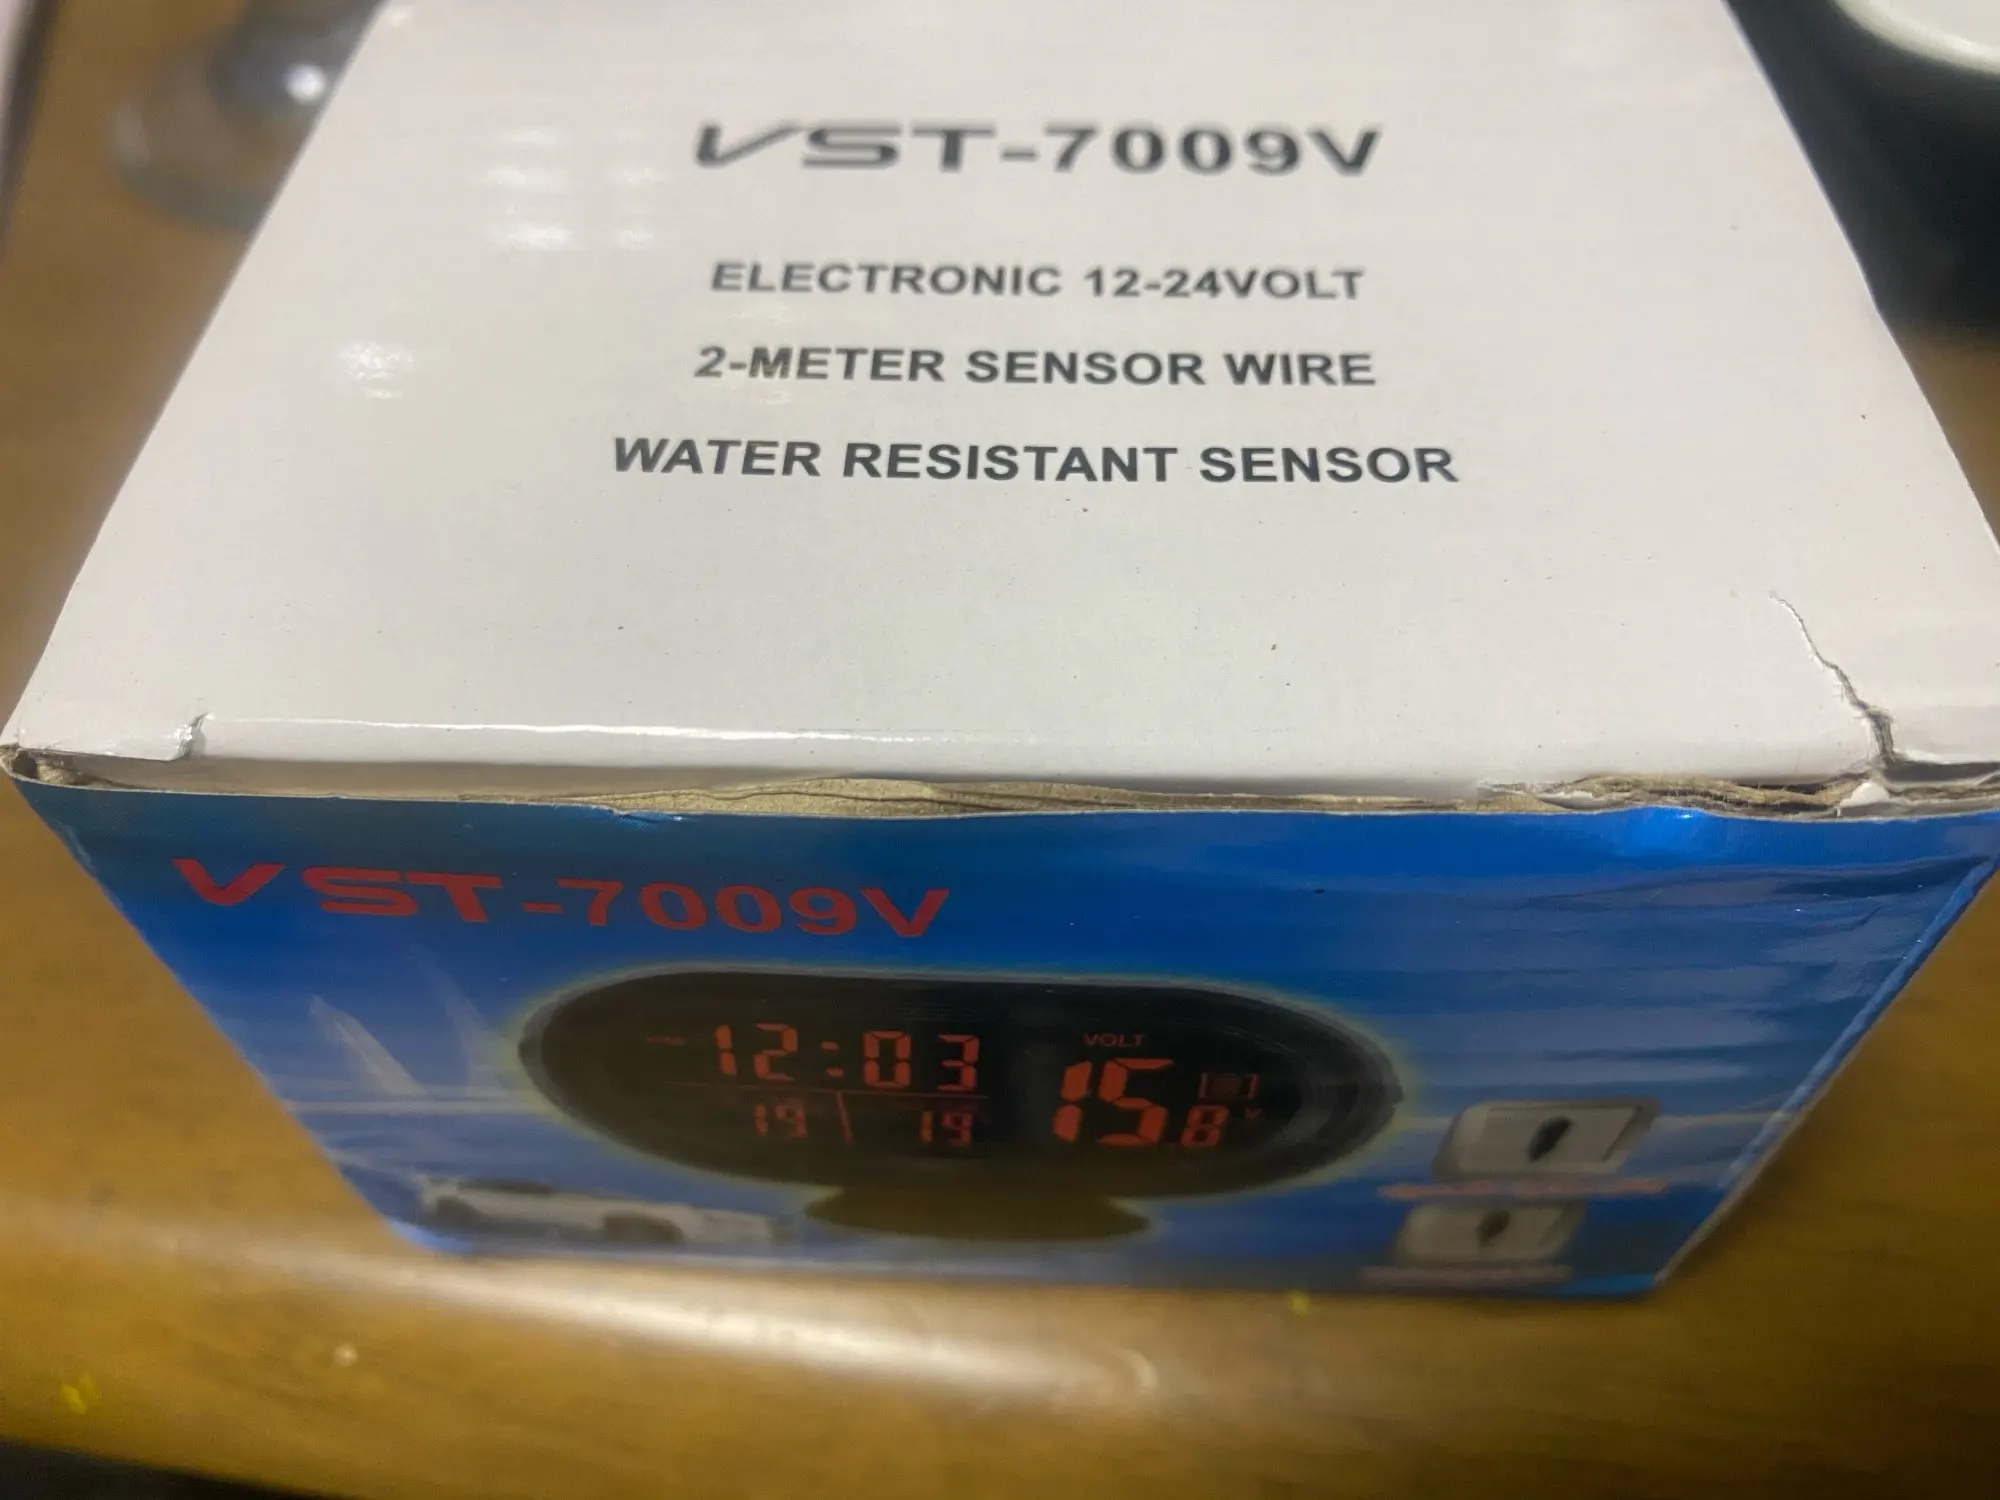 VST-7009V
ELECTRONIC 12-24VOLT
2-METER SENSOR WIRE
WATER RESISTANT SENSOR
VST-7009V
12:03
VOLT
15.8 V
19 19